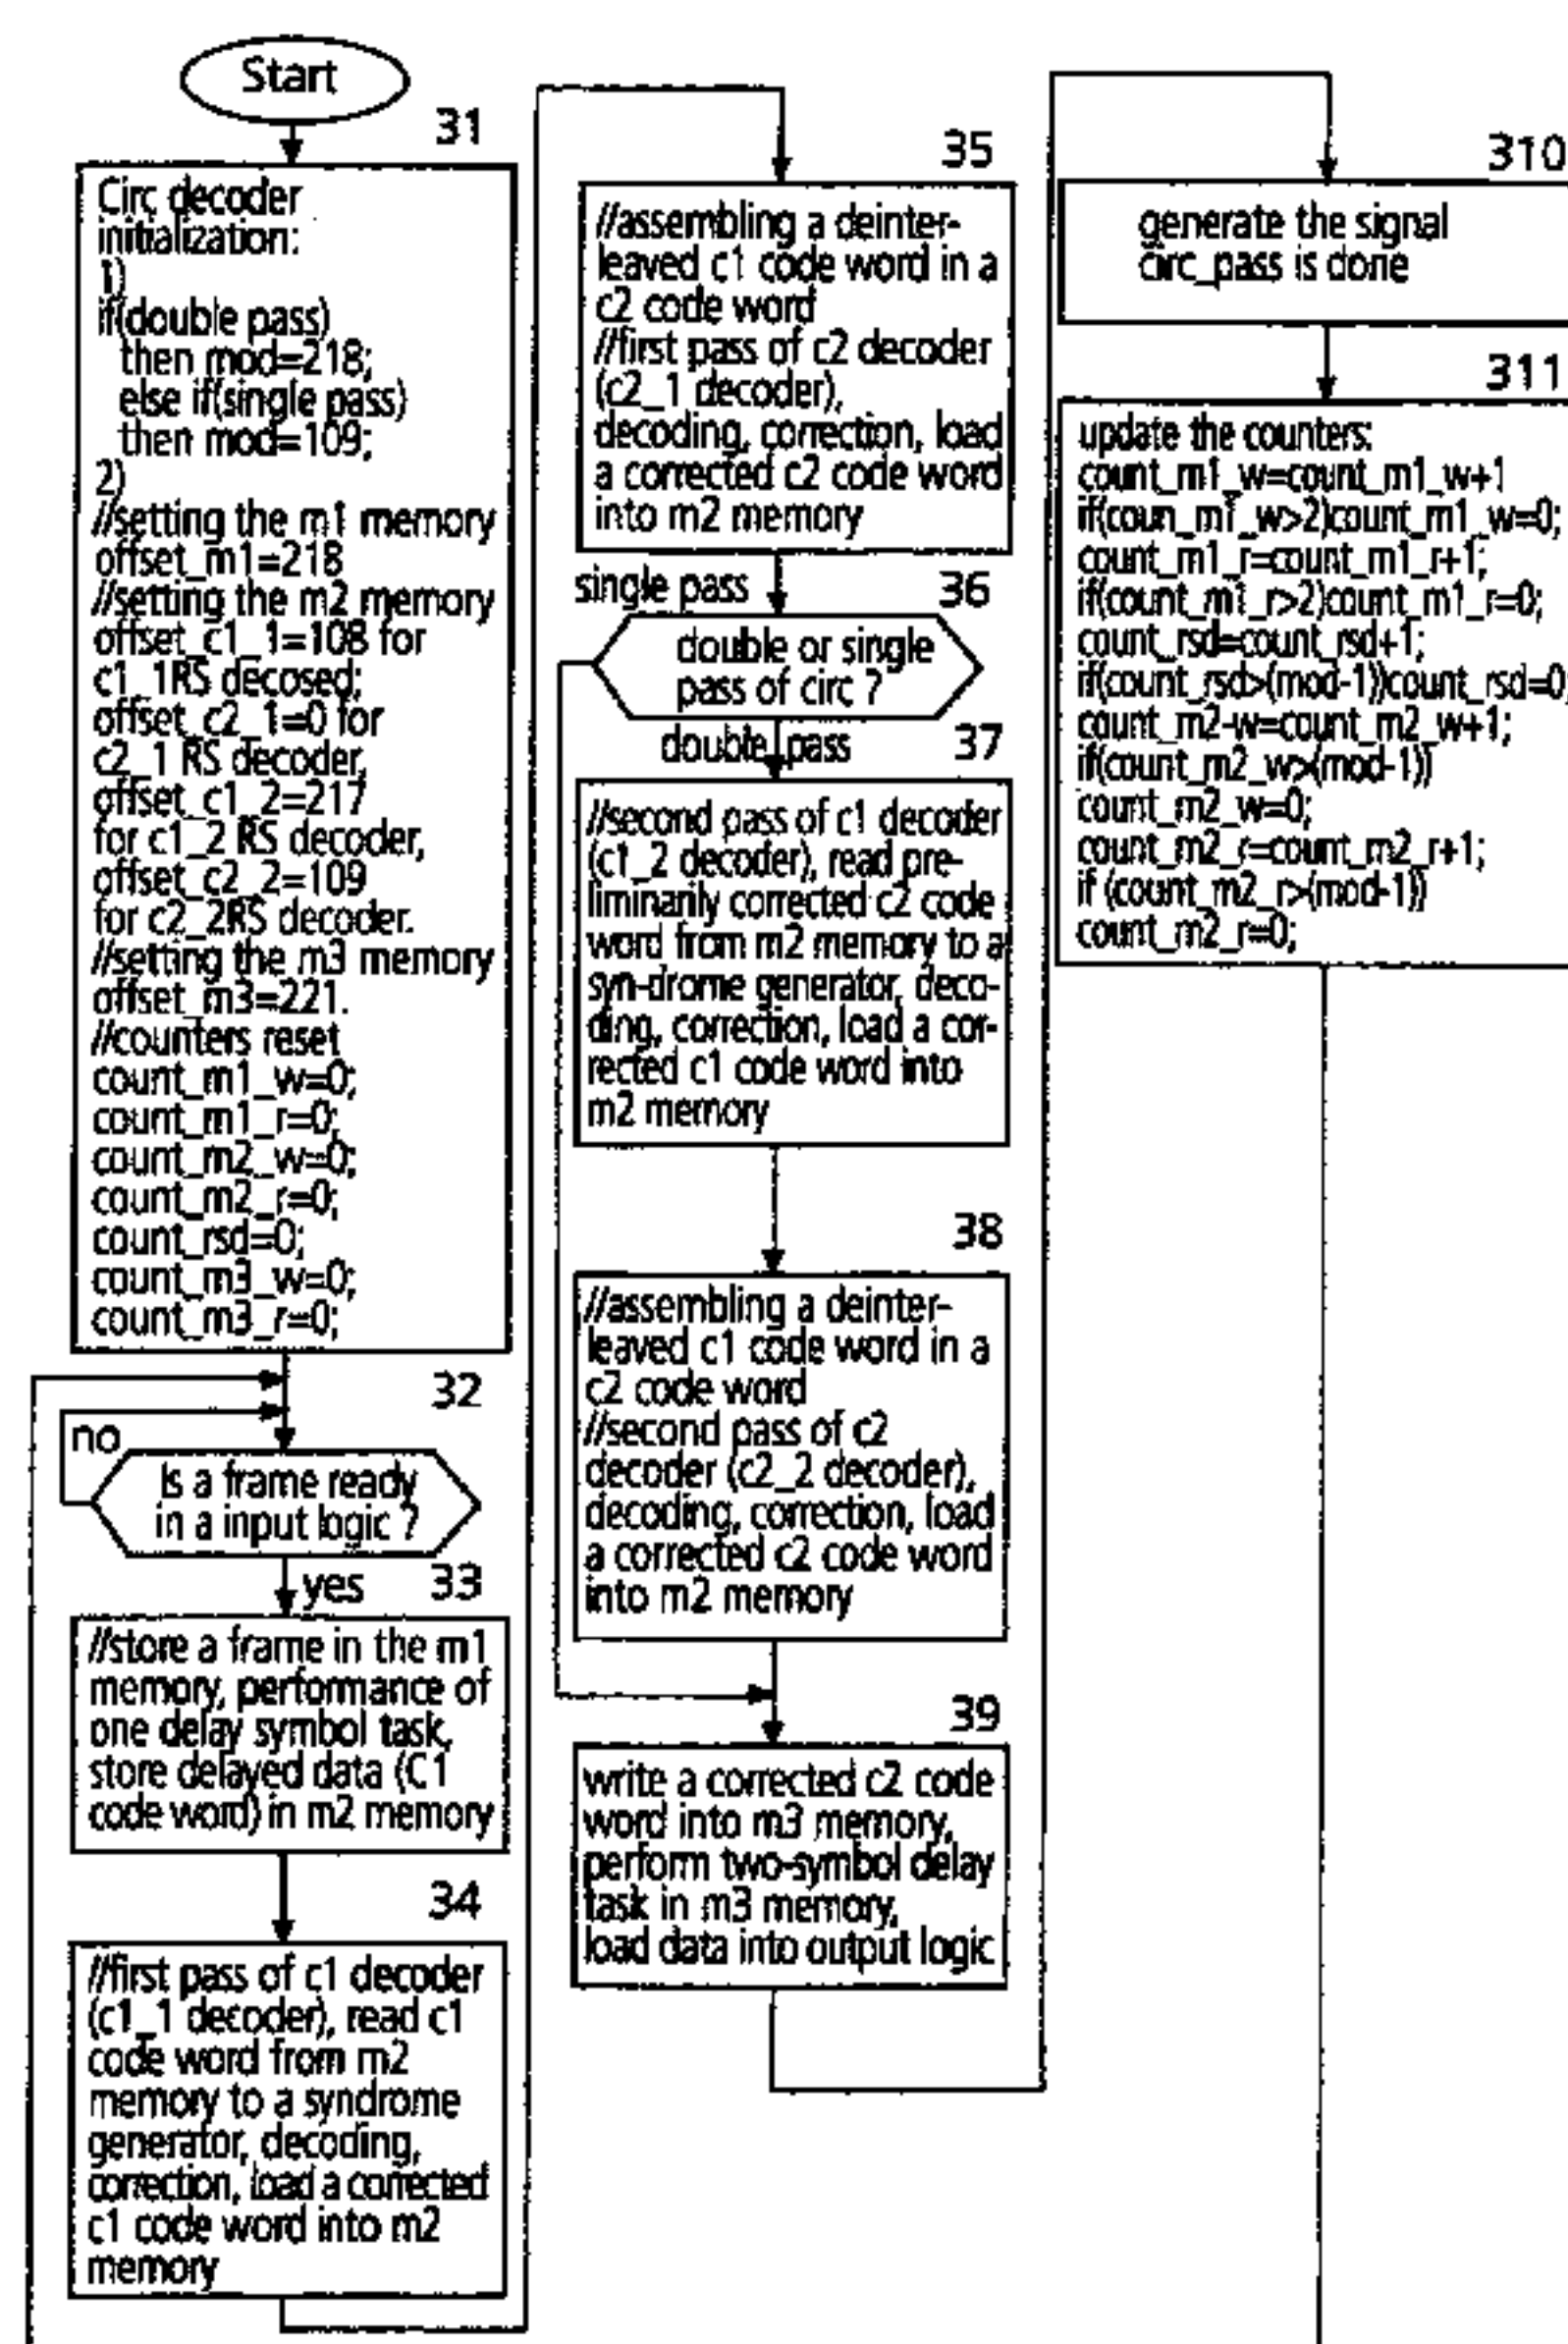 Start
31
Circ decoder
initialization:
1)
if(double pass)
then mod=218;
else if(single pass)
then mod=109;
2)
//setting the m1 memory
offset_m1=218
//setting the m2 memory
offset_c1_1=108 for
c1_1RS decosed;
offset_c2_1=0 for
c2_1 RS decoder,
offset_c1_2=217
for c1_2 RS decoder,
offset_c2_2=109
for c2_2RS decoder.
//setting the m3 memory
offset_m3=221.
//counters reset
count_m1_w=0;
count_m1_r=0;
count_m2_w=0;
count_m2_r=0;
count_rsd=0;
count_m3_w=0;
count_m3_r=0;
32
no
Is a frame ready
in a input logic ?
yes
33
//store a frame in the m1
memory, performance of
one delay symbol task,
store delayed data (C1
code word) in m2 memory
34
//first pass of c1 decoder
(c1_1 decoder), read c1
code word from m2
memory to a syndrome
generator, decoding,
correction, load a corrected
c1 code word into m2
memory
35
//assembling a deinter-
leaved c1 code word in a
c2 code word
//first pass of c2 decoder
(c2_1 decoder),
decoding, correction, load
a corrected c2 code word
into m2 memory
single pass
36
double or single
pass of circ ?
double pass
37
//second pass of c1 decoder
(c1_2 decoder), read pre-
liminarily corrected c2 code
word from m2 memory to a
syn-drome generator, deco-
ding, correction, load a cor-
rected c1 code word into
m2 memory
38
//assembling a deinter-
leaved c1 code word in a
c2 code word
//second pass of c2
decoder (c2_2 decoder),
decoding, correction, load
a corrected c2 code word
into m2 memory
39
write a corrected c2 code
word into m3 memory,
perform two-symbol delay
task in m3 memory,
load data into output logic
310
generate the signal
circ_pass is done
311
update the counters:
count_m1_w=count_m1_w+1
if(coun_m1_w>2)count_m1_w=0;
count_m1_r=count_m1_r+1;
if(count_m1_r>2)count_m1_r=0;
count_rsd=count_rsd+1;
if(count_rsd>(mod-1))count_rsd=0;
count_m2-w=count_m2_w+1;
if(count_m2_w>(mod-1))
count_m2_w=0;
count_m2_r=count_m2_r+1;
if (count_m2_r>(mod-1))
count_m2_r=0;